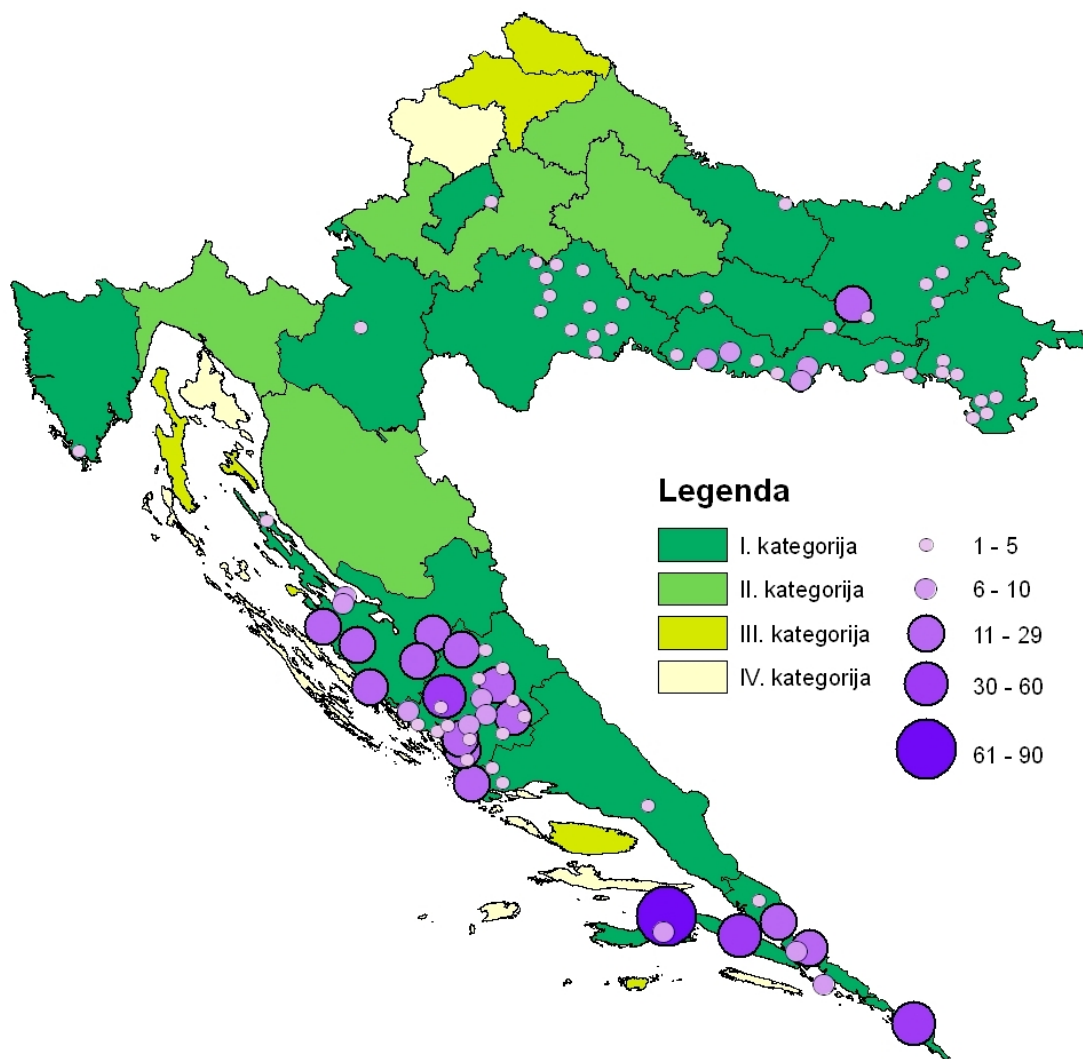 Legenda
I. kategorija
II. kategorija
III. kategorija
IV. kategorija
1 - 5
6 - 10
11 - 29
30 - 60
61 - 90